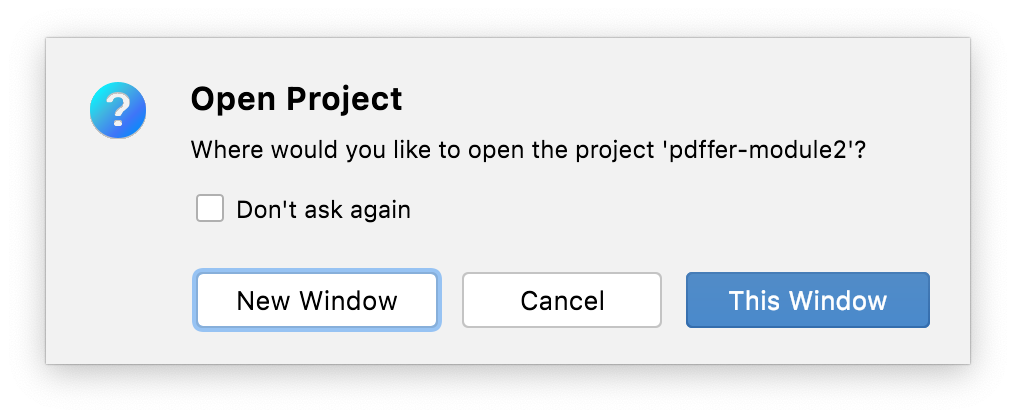 ?
Open Project
Where would you like to open the project 'pdffer-module2'?
Don't ask again
New Window
Cancel
This Window